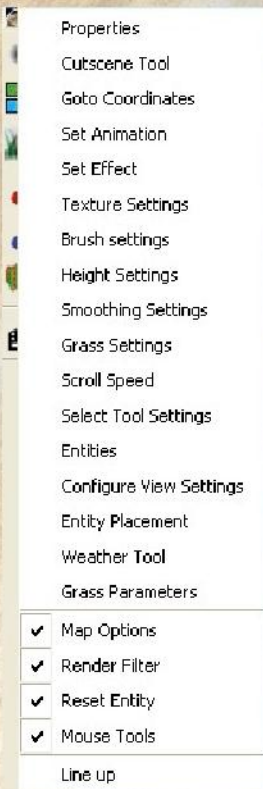 Properties
Cutscene Tool
Goto Coordinates
Set Animation
Set Effect
Texture Settings
Brush settings
Height Settings
Smoothing Settings
Grass Settings
Scroll Speed
Select Tool Settings
Entities
Configure View Settings
Entity Placement
Weather Tool
Grass Parameters
Map Options
Render Filter
Reset Entity
Mouse Tools
Line up